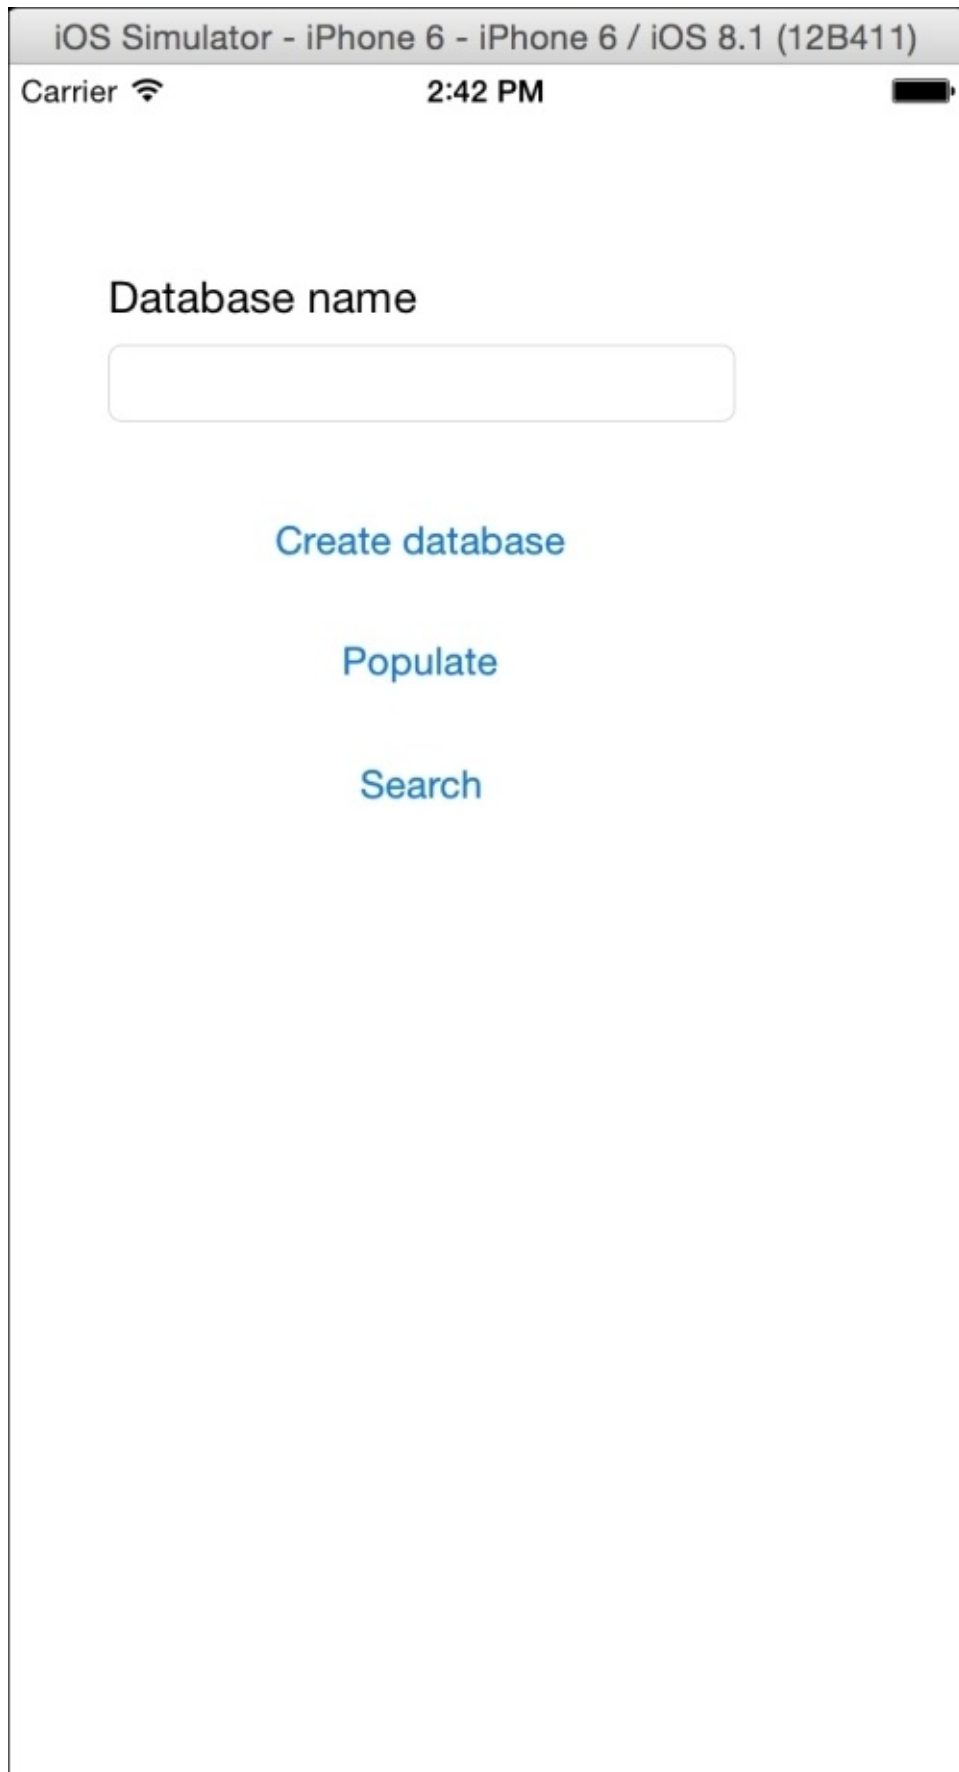 iOS Simulator - iPhone 6 - iPhone 6 / iOS 8.1 (12B411)
Carrier 2:42 PM
Database name
Create database
Populate
Search